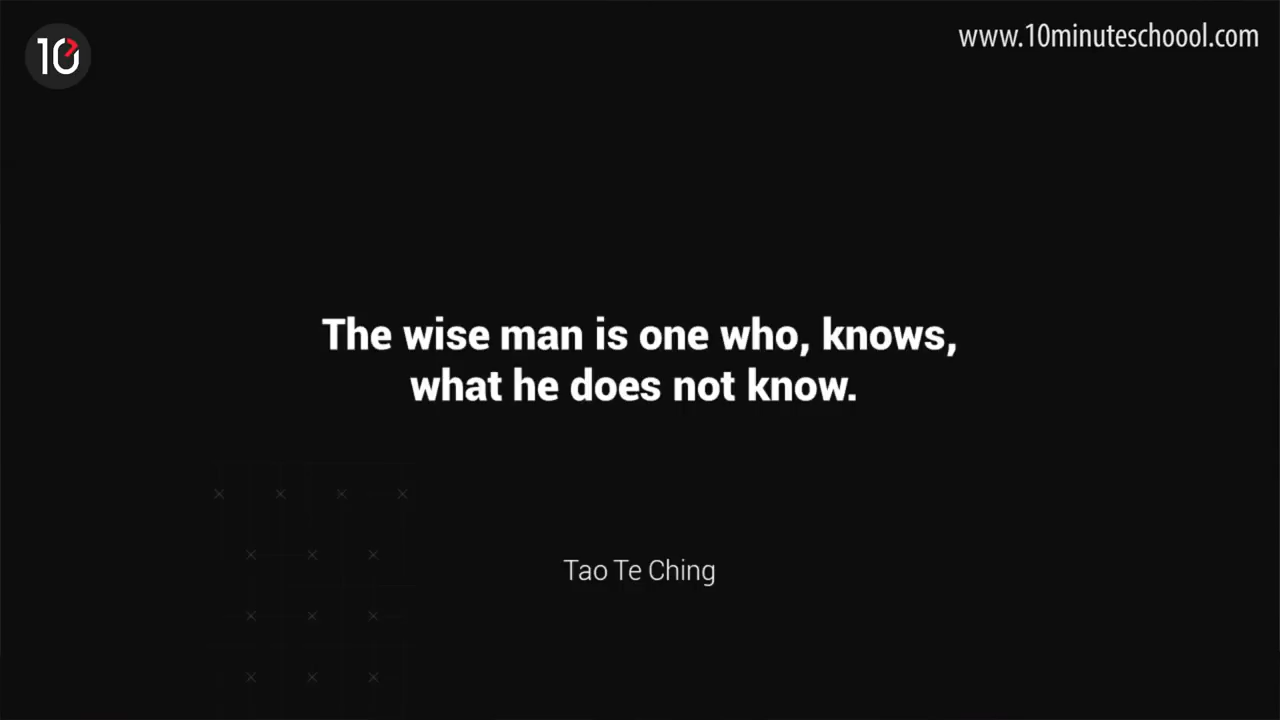 10
www.10minuteschoool.com
The wise man is one who, knows,
what he does not know.
Tao Te Ching